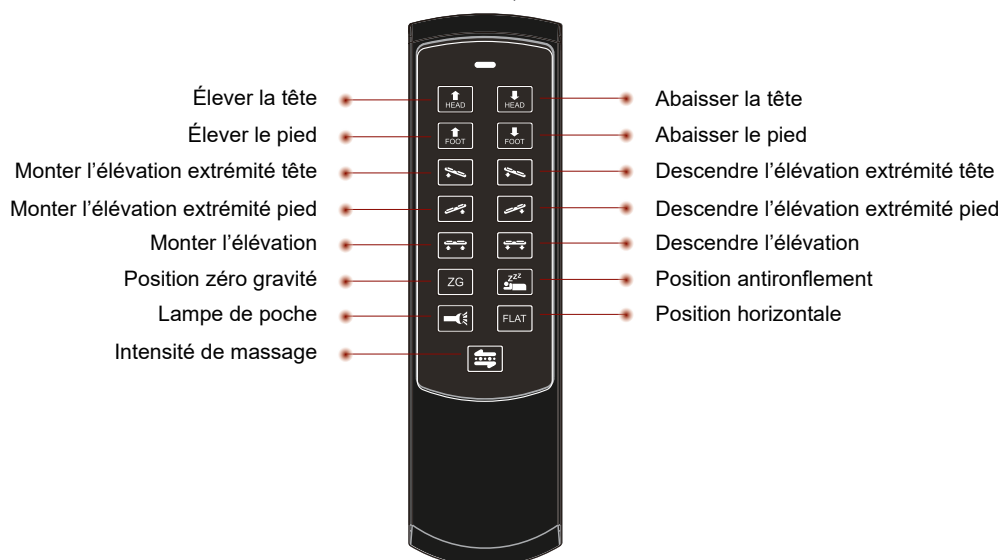 Élever la tête
HEAD
HEAD
Abaisser la tête
Élever le pied
FOOT
FOOT
Abaisser le pied
Monter l’élévation extrémité tête
Descendre l’élévation extrémité tête
Monter l’élévation extrémité pied
Descendre l’élévation extrémité pied
Monter l’élévation
Descendre l’élévation
Position zéro gravité
ZG
zzz
Position antironflement
Lampe de poche
FLAT
Position horizontale
Intensité de massage